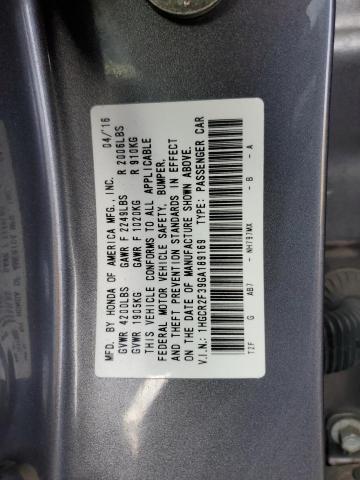 MFD. BY HONDA OF AMERICA MFG., INC. 04/16
GVWR 4200LBS GAWR F 2249LBS R 2006LBS
GVWR 1905KG GAWR F 1020KG R 910KG
THIS VEHICLE CONFORMS TO ALL APPLICABLE
FEDERAL MOTOR VEHICLE SAFETY, BUMPER,
AND THEFT PREVENTION STANDARDS IN EFFECT
ON THE DATE OF MANUFACTURE SHOWN ABOVE.
V.I.N.: 1HGCR2F39GA189169 TYPE: PASSENGER CAR
T2F G AB7 - NH797MX - B - A